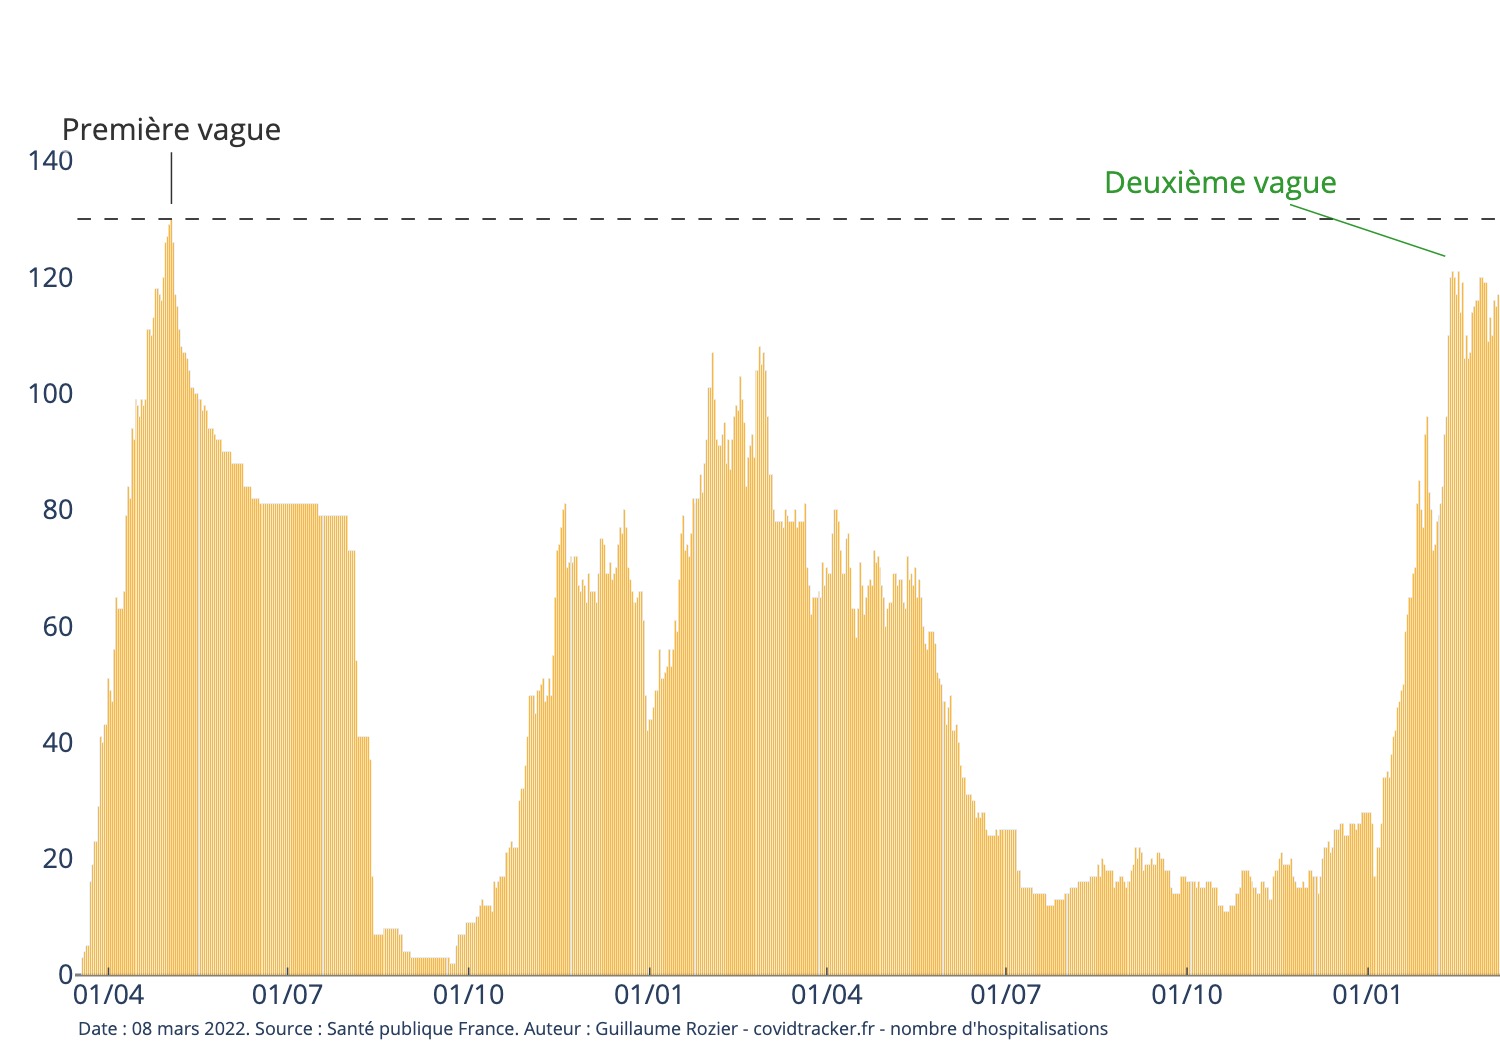 Première vague
140
Deuxième vague
120
100
80
60
40
20
0
01/04 01/07 01/10 01/01 01/04 01/07 01/10 01/01
Date : 08 mars 2022. Source : Santé publique France. Auteur : Guillaume Rozier - covidtracker.fr - nombre d'hospitalisations